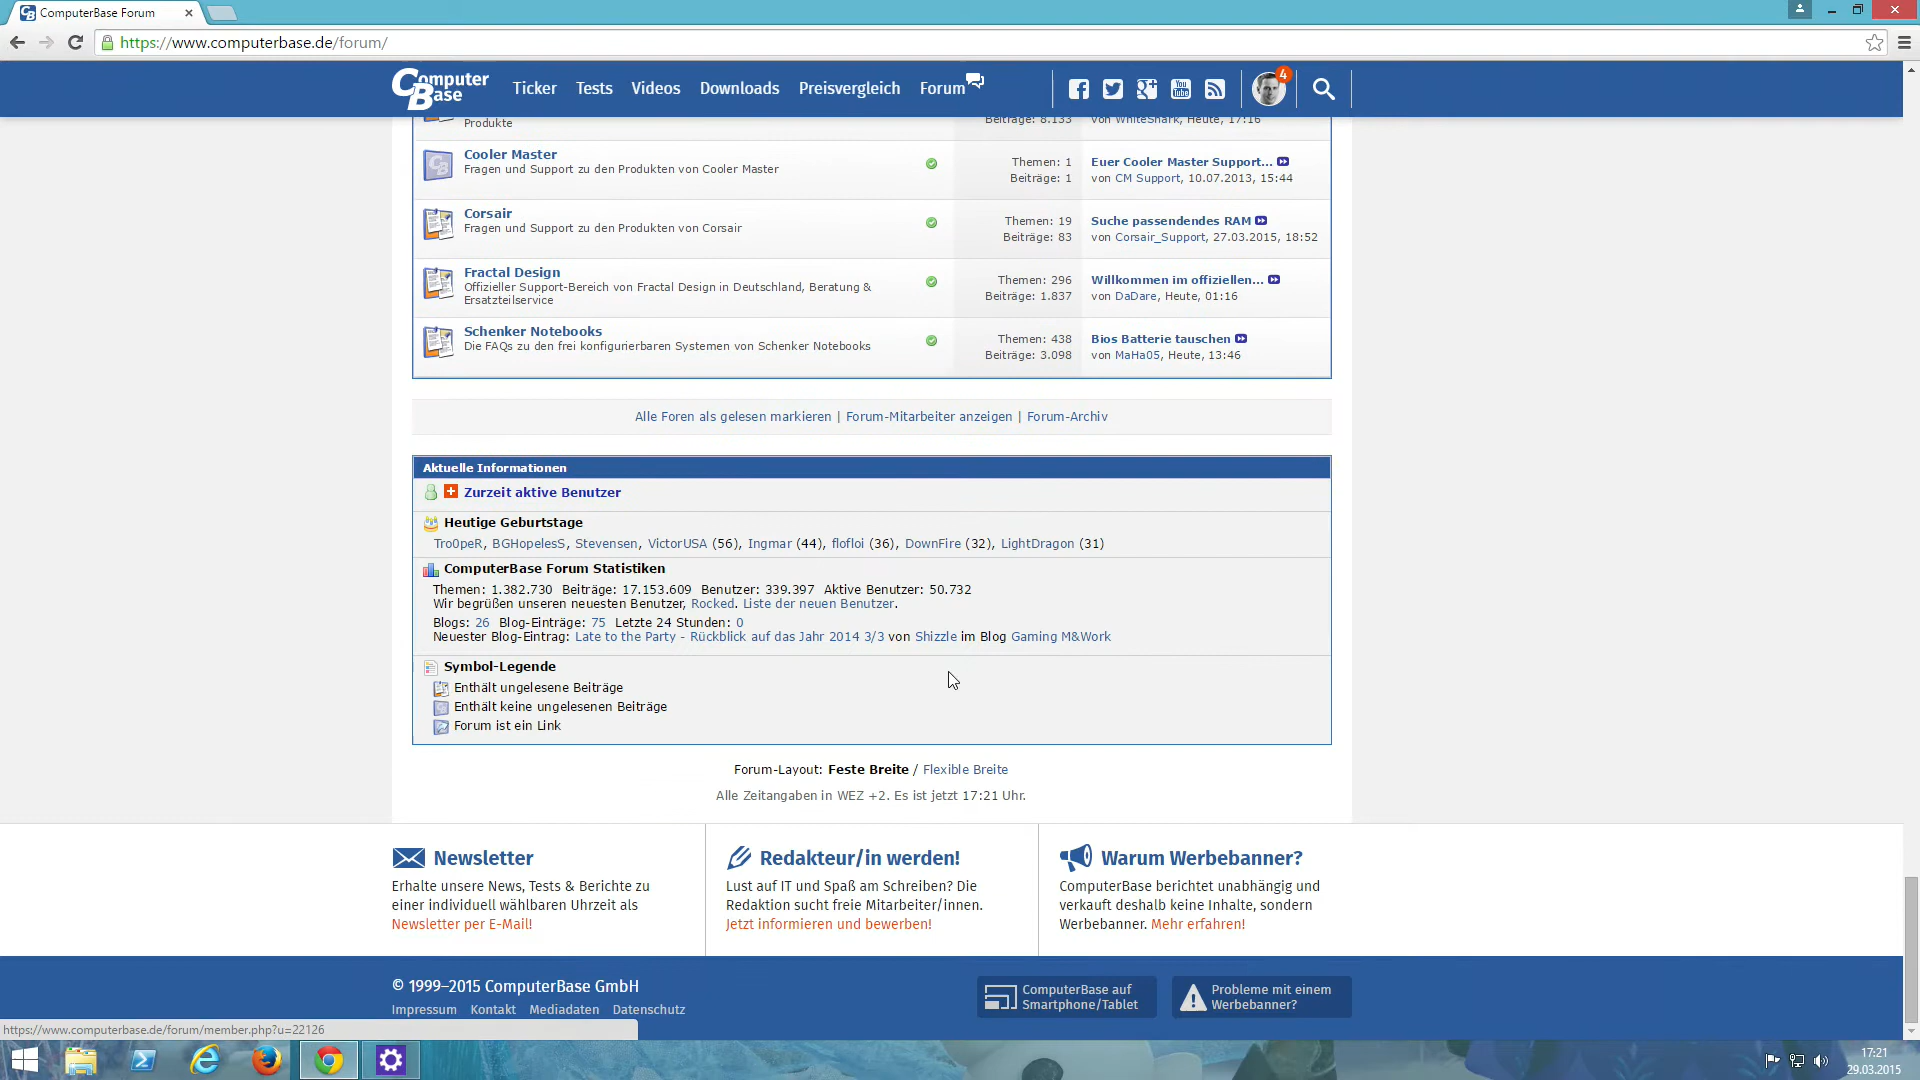 ComputerBase Forum
https://www.computerbase.de/forum/
Computer Base
Ticker Tests Videos Downloads Preisvergleich Forum
You Tube
4
Produkte
Beiträge: 8.133
von WhiteShark, Heute, 17:16
Cooler Master
Fragen und Support zu den Produkten von Cooler Master
Themen: 1
Beiträge: 1
Euer Cooler Master Support...
von CM Support, 10.07.2013, 15:44
Corsair
Fragen und Support zu den Produkten von Corsair
Themen: 19
Beiträge: 83
Suche passendendes RAM
von Corsair_Support, 27.03.2015, 18:52
Fractal Design
Offizieller Support-Bereich von Fractal Design in Deutschland, Beratung &
Ersatzteilservice
Themen: 296
Beiträge: 1.837
Willkommen im offiziellen...
von DaDare, Heute, 01:16
Schenker Notebooks
Die FAQs zu den frei konfigurierbaren Systemen von Schenker Notebooks
Themen: 438
Beiträge: 3.098
Bios Batterie tauschen
von MaHa05, Heute, 13:46
Alle Foren als gelesen markieren | Forum-Mitarbeiter anzeigen | Forum-Archiv
Aktuelle Informationen
Zurzeit aktive Benutzer
Heutige Geburtstage
Tro0peR, BGHopelesS, Stevensen, VictorUSA (56), Ingmar (44), flofloi (36), DownFire (32), LightDragon (31)
ComputerBase Forum Statistiken
Themen: 1.382.730 Beiträge: 17.153.609 Benutzer: 339.397 Aktive Benutzer: 50.732
Wir begrüßen unseren neuesten Benutzer, Rocked. Liste der neuen Benutzer.
Blogs: 26 Blog-Einträge: 75 Letzte 24 Stunden: 0
Neuester Blog-Eintrag: Late to the Party - Rückblick auf das Jahr 2014 3/3 von Shizzle im Blog Gaming M&Work
Symbol-Legende
Enthält ungelesene Beiträge
Enthält keine ungelesenen Beiträge
Forum ist ein Link
Forum-Layout: Feste Breite / Flexible Breite
Alle Zeitangaben in WEZ +2. Es ist jetzt 17:21 Uhr.
Newsletter
Erhalte unsere News, Tests & Berichte zu
einer individuell wählbaren Uhrzeit als
Newsletter per E-Mail!
Redakteur/in werden!
Lust auf IT und Spaß am Schreiben? Die
Redaktion sucht freie Mitarbeiter/innen.
Jetzt informieren und bewerben!
Warum Werbebanner?
ComputerBase berichtet unabhängig und
verkauft deshalb keine Inhalte, sondern
Werbebanner. Mehr erfahren!
© 1999–2015 ComputerBase GmbH
Impressum Kontakt Mediadaten Datenschutz
ComputerBase auf
Smartphone/Tablet
Probleme mit einem
Werbebanner?
https://www.computerbase.de/forum/member.php?u=22126
17:21
29.03.2015